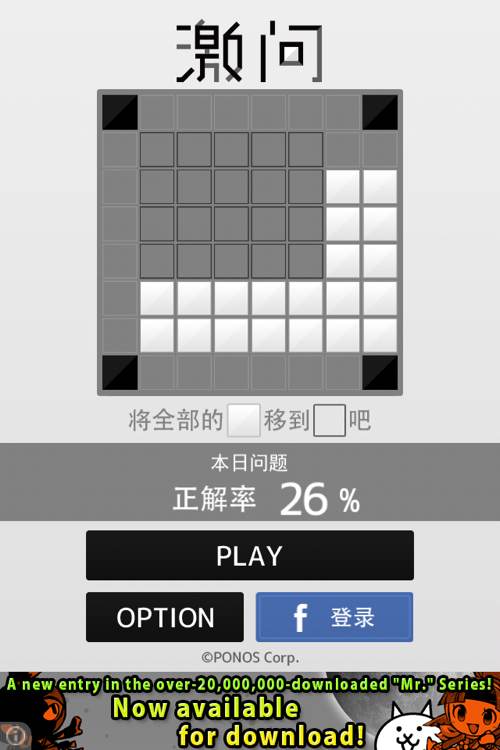 激问
将全部的 移到 吧
本日问题
正解率 26 %
PLAY
OPTION
f 登录
©PONOS Corp.
A new entry in the over-20,000,000-downloaded "Mr." Series!
Now available
for download!